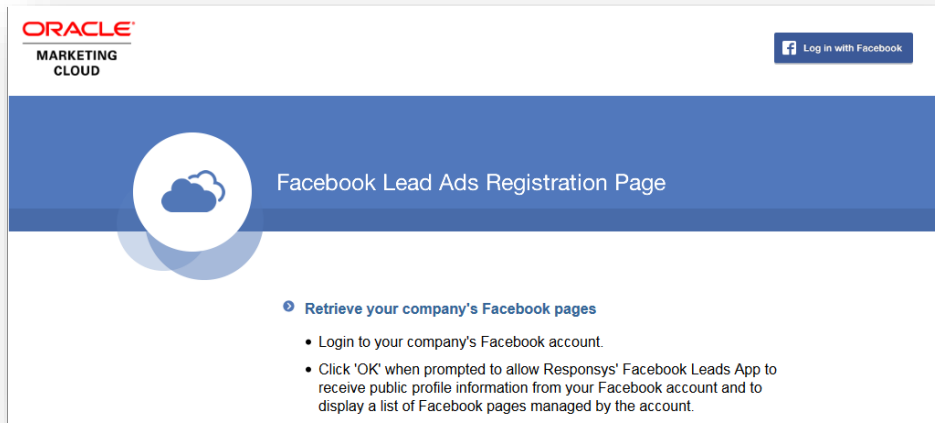 ORACLE
MARKETING
CLOUD
Log in with Facebook
Facebook Lead Ads Registration Page
Retrieve your company's Facebook pages
• Login to your company's Facebook account.
• Click 'OK' when prompted to allow Responsys' Facebook Leads App to
receive public profile information from your Facebook account and to
display a list of Facebook pages managed by the account.